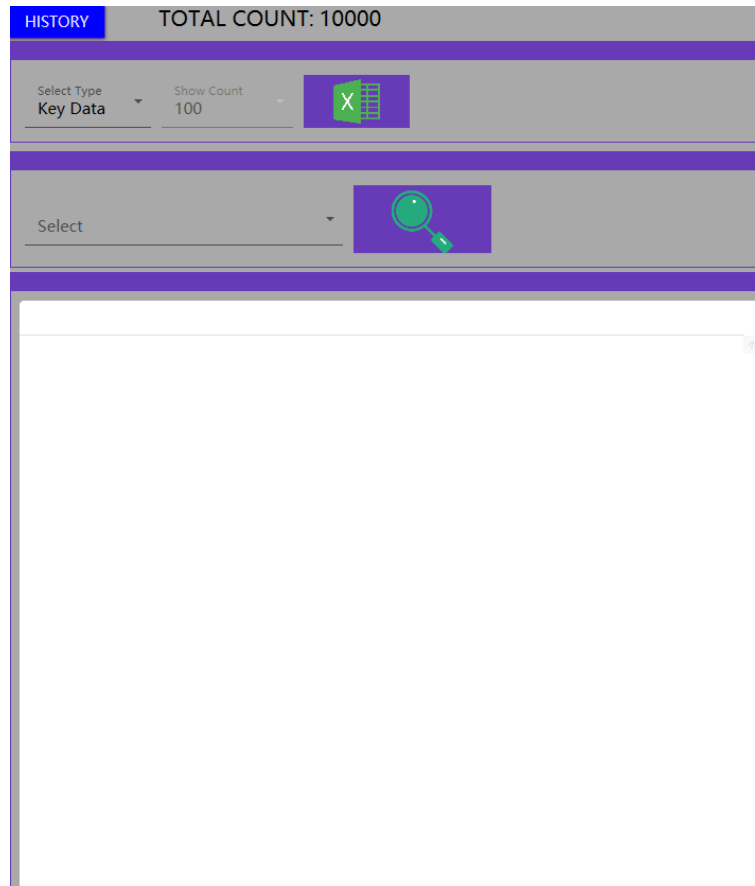 HISTORY
TOTAL COUNT: 10000
Select Type
Key Data
Show Count
100
X
Select